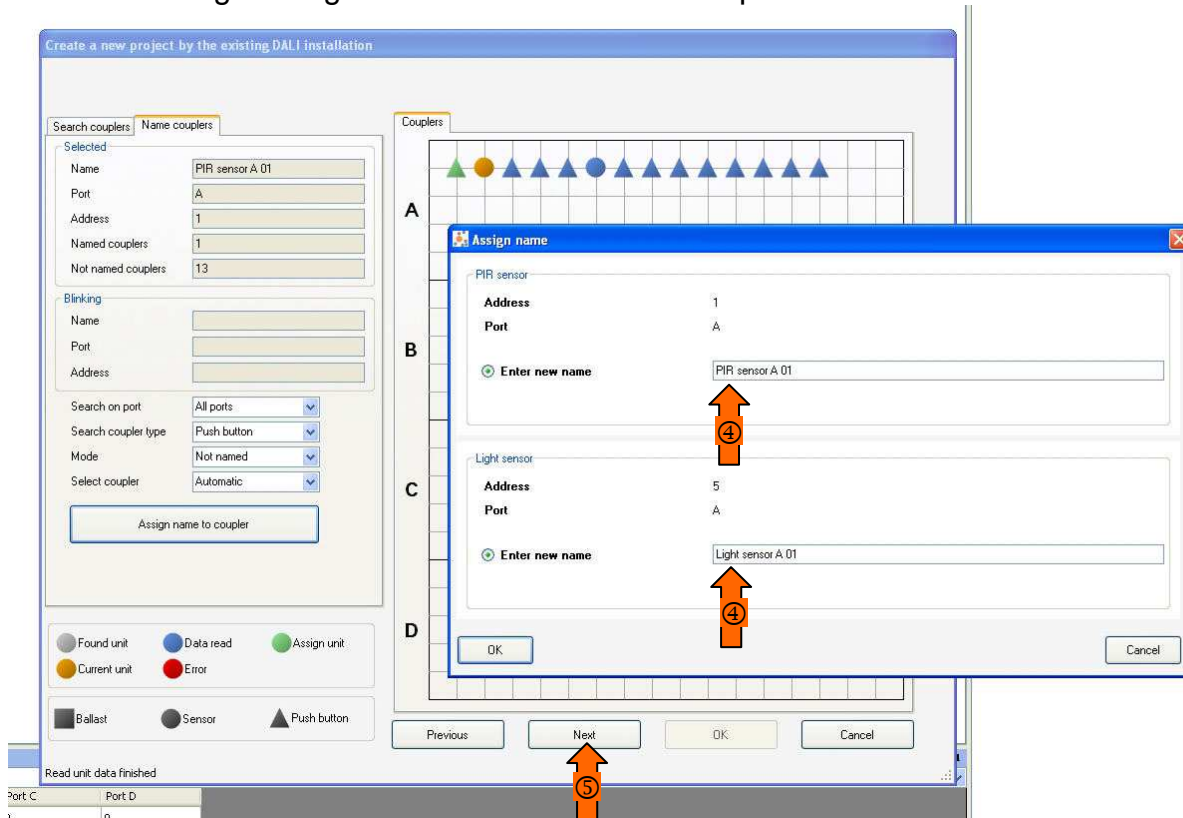 Create a new project by the existing DALI installation
Search couplers
Name couplers
Selected
Name PIR sensor A 01
Port A
Address 1
Named couplers 1
Not named couplers 13
Blinking
Name
Port
Address
Search on port All ports
Search coupler type Push button
Mode Not named
Select coupler Automatic
Assign name to coupler
Found unit Data read Assign unit
Current unit Error
Ballast Sensor Push button
Read unit data finished
Port C Port D
Couplers
A
B
C
D
Assign name
PIR sensor
Address 1
Port A
Enter new name PIR sensor A 01
④
Light sensor
Address 5
Port A
Enter new name Light sensor A 01
④
OK Cancel
Previous Next OK Cancel
⑤